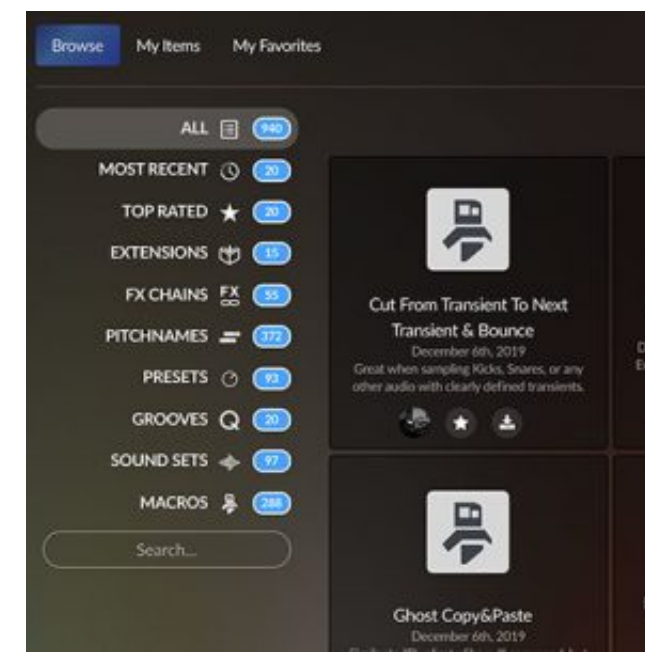 Browse My Items My Favorites
ALL 940
MOST RECENT 20
TOP RATED 20
EXTENSIONS 15
FX CHAINS FX 55
PITCHNAMES 372
PRESETS 93
GROOVES 20
SOUND SETS 97
MACROS 288
Search...
Cut From Transient To Next
Transient & Bounce
December 6th, 2019
Great when sampling Kicks, Snares, or any
other audio with clearly defined transients.
Ghost Copy&Paste
December 6th, 2019